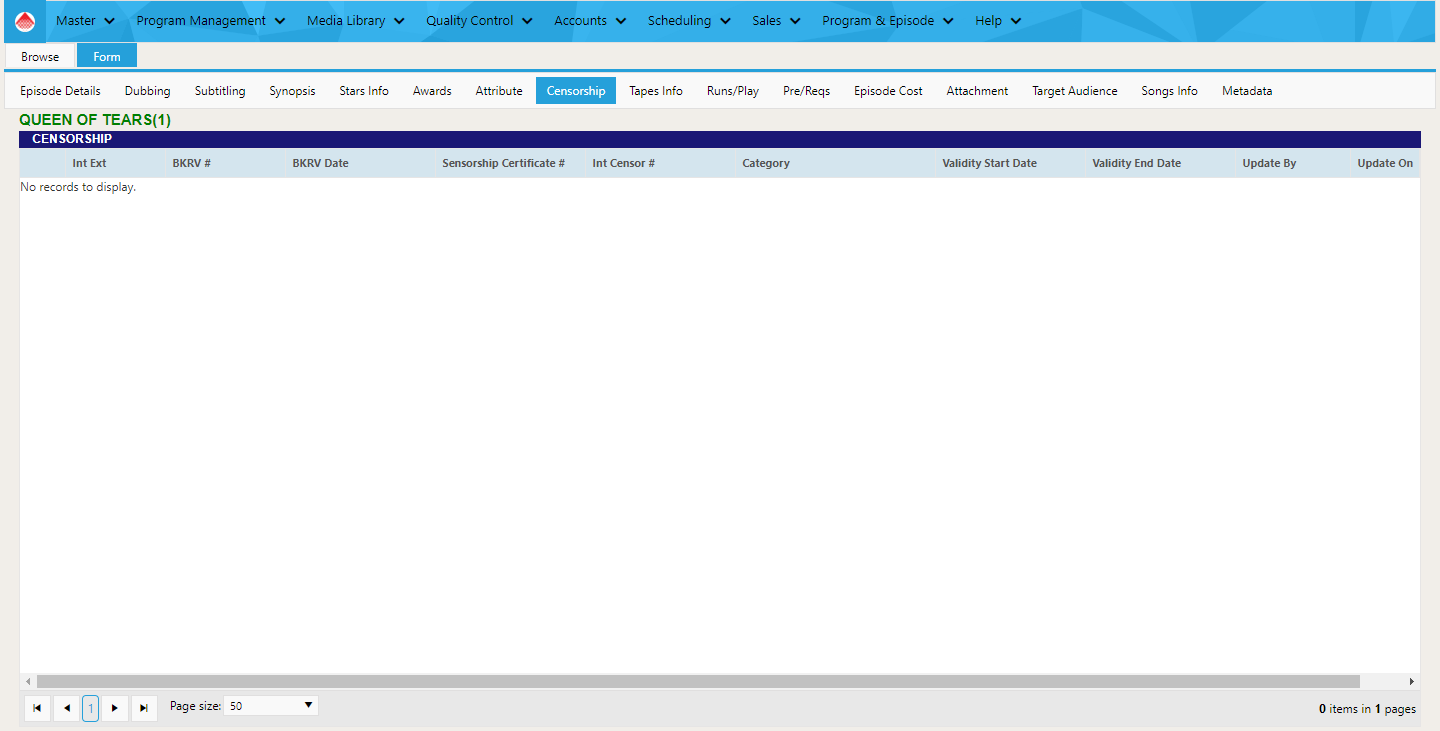 Master Program Management Media Library Quality Control Accounts Scheduling Sales Program & Episode Help
Browse Form
Episode Details Dubbing Subtitling Synopsis Stars Info Awards Attribute Censorship Tapes Info Runs/Play Pre/Reqs Episode Cost Attachment Target Audience Songs Info Metadata
QUEEN OF TEARS(1)
CENSORSHIP
Int Ext BKRV # BKRV Date Sensorship Certificate # Int Censor # Category Validity Start Date Validity End Date Update By Update On
No records to display.
1 Page size: 50 0 items in 1 pages